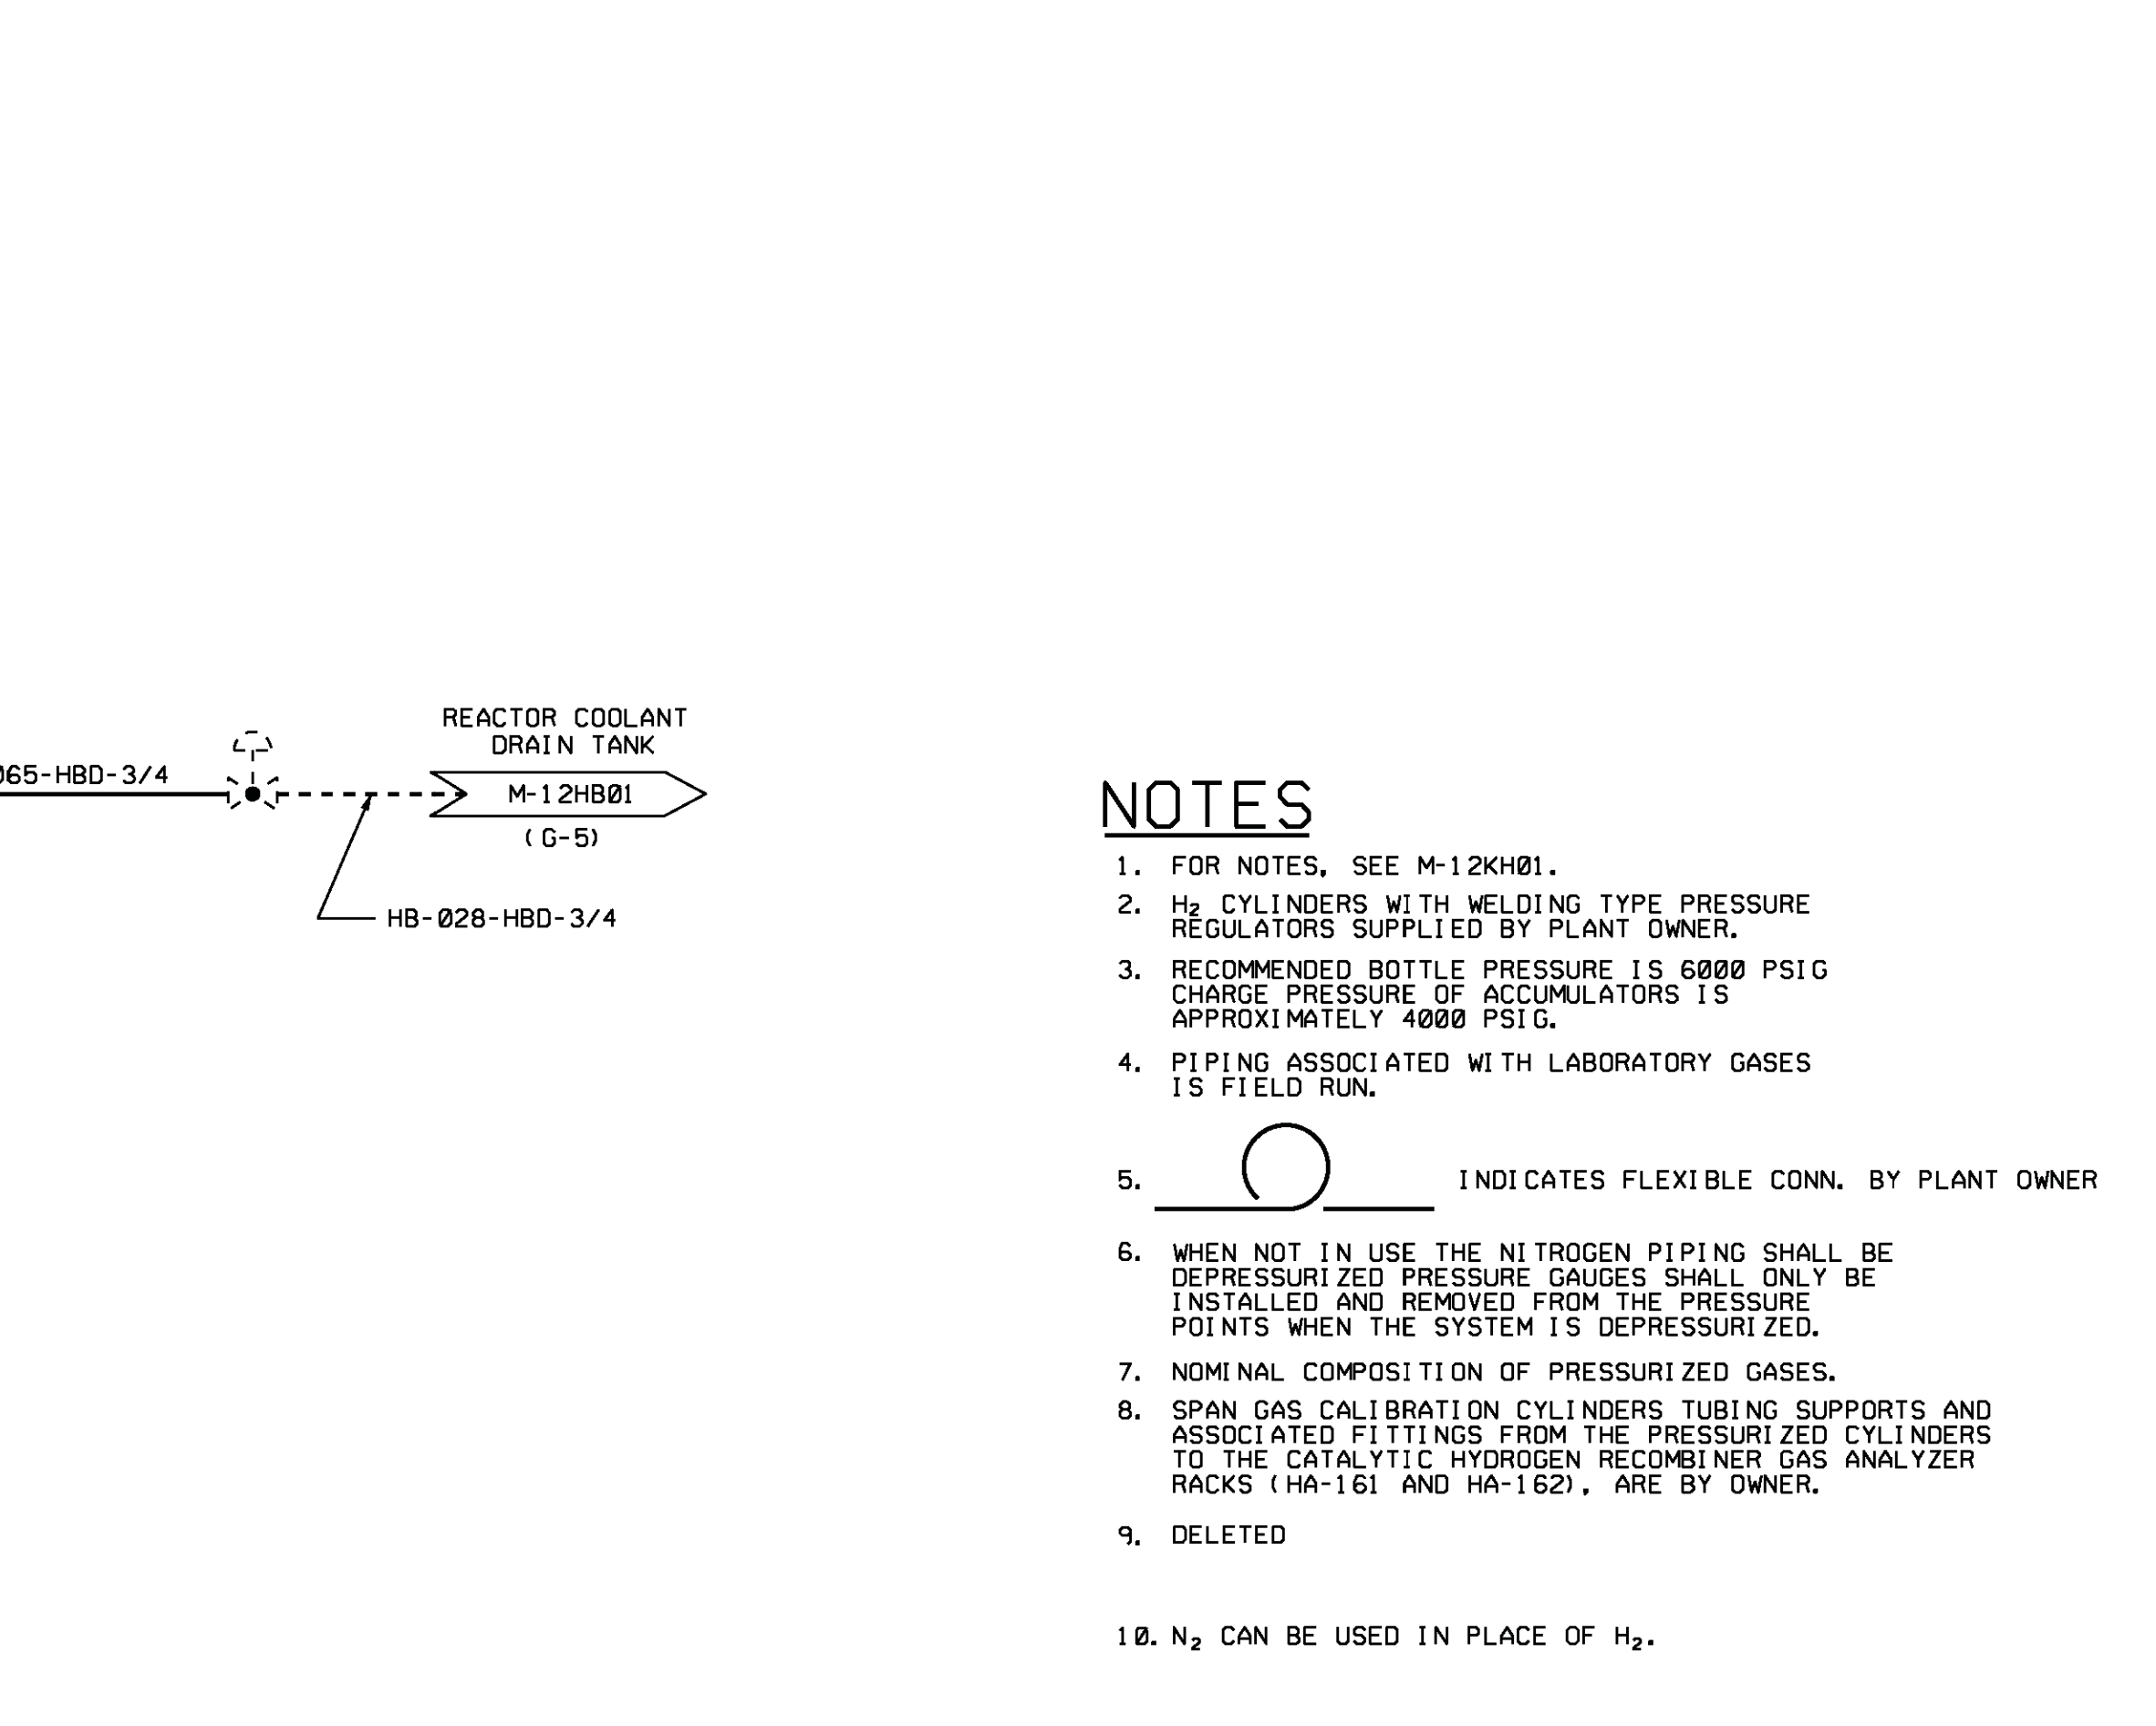 REACTOR COOLANT
DRAIN TANK
065-HBD-3/4
M-12HB01
(G-5)
HB-028-HBD-3/4
NOTES
1. FOR NOTES, SEE M-12KH01.
2. H₂ CYLINDERS WITH WELDING TYPE PRESSURE
REGULATORS SUPPLIED BY PLANT OWNER.
3. RECOMMENDED BOTTLE PRESSURE IS 6000 PSIG
CHARGE PRESSURE OF ACCUMULATORS IS
APPROXIMATELY 4000 PSIG.
4. PIPING ASSOCIATED WITH LABORATORY GASES
IS FIELD RUN.
5. INDICATES FLEXIBLE CONN. BY PLANT OWNER
6. WHEN NOT IN USE THE NITROGEN PIPING SHALL BE
DEPRESSURIZED PRESSURE GAUGES SHALL ONLY BE
INSTALLED AND REMOVED FROM THE PRESSURE
POINTS WHEN THE SYSTEM IS DEPRESSURIZED.
7. NOMINAL COMPOSITION OF PRESSURIZED GASES.
8. SPAN GAS CALIBRATION CYLINDERS TUBING SUPPORTS AND
ASSOCIATED FITTINGS FROM THE PRESSURIZED CYLINDERS
TO THE CATALYTIC HYDROGEN RECOMBINER GAS ANALYZER
RACKS (HA-161 AND HA-162), ARE BY OWNER.
9. DELETED
10. N₂ CAN BE USED IN PLACE OF H₂.